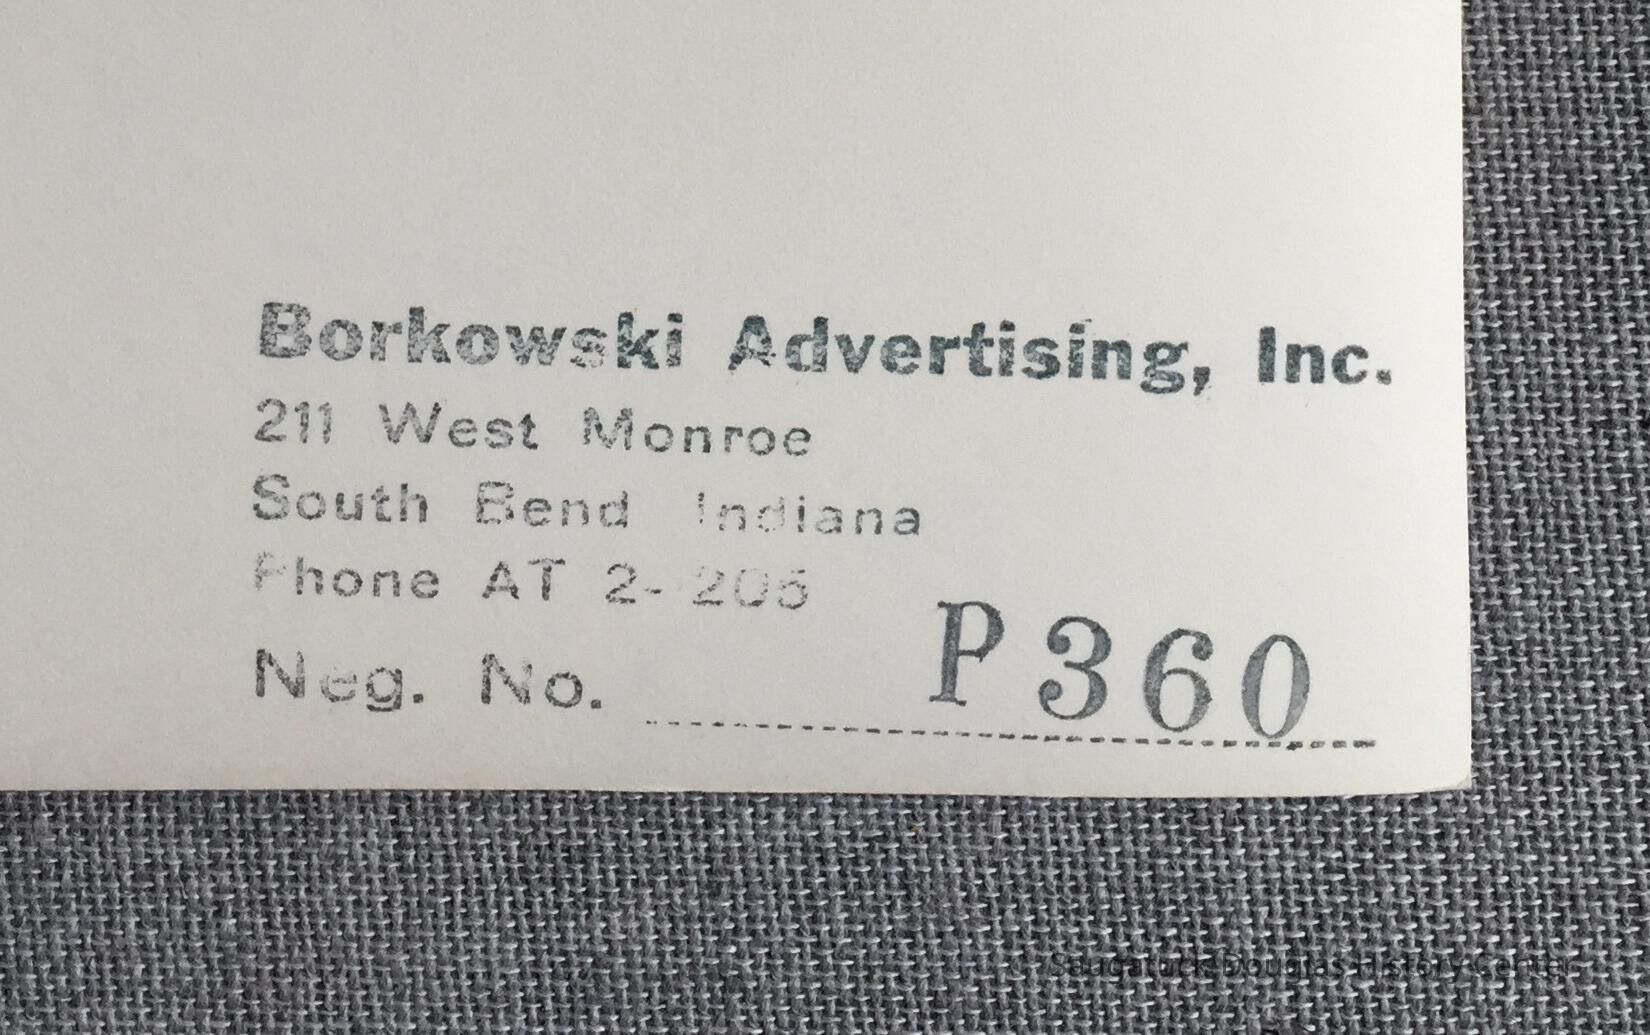 Borkowski Advertising, Inc.
211 West Monroe
South Bend Indiana
Phone AT 2-
Neg. No. P360
Saugatuck-Douglas History Center